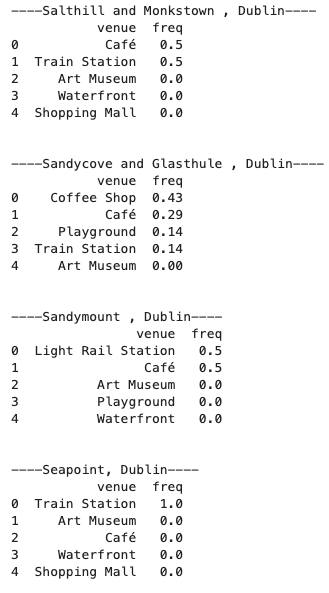 ----Salthill and Monkstown , Dublin----
           venue  freq
0           Café   0.5
1  Train Station   0.5
2     Art Museum   0.0
3     Waterfront   0.0
4  Shopping Mall   0.0
----Sandycove and Glasthule , Dublin----
           venue  freq
0    Coffee Shop  0.43
1           Café  0.29
2     Playground  0.14
3  Train Station  0.14
4     Art Museum  0.00
----Sandymount , Dublin----
                venue  freq
0  Light Rail Station   0.5
1                Café   0.5
2          Art Museum   0.0
3          Playground   0.0
4          Waterfront   0.0
----Seapoint, Dublin----
           venue  freq
0  Train Station   1.0
1     Art Museum   0.0
2           Café   0.0
3     Waterfront   0.0
4  Shopping Mall   0.0